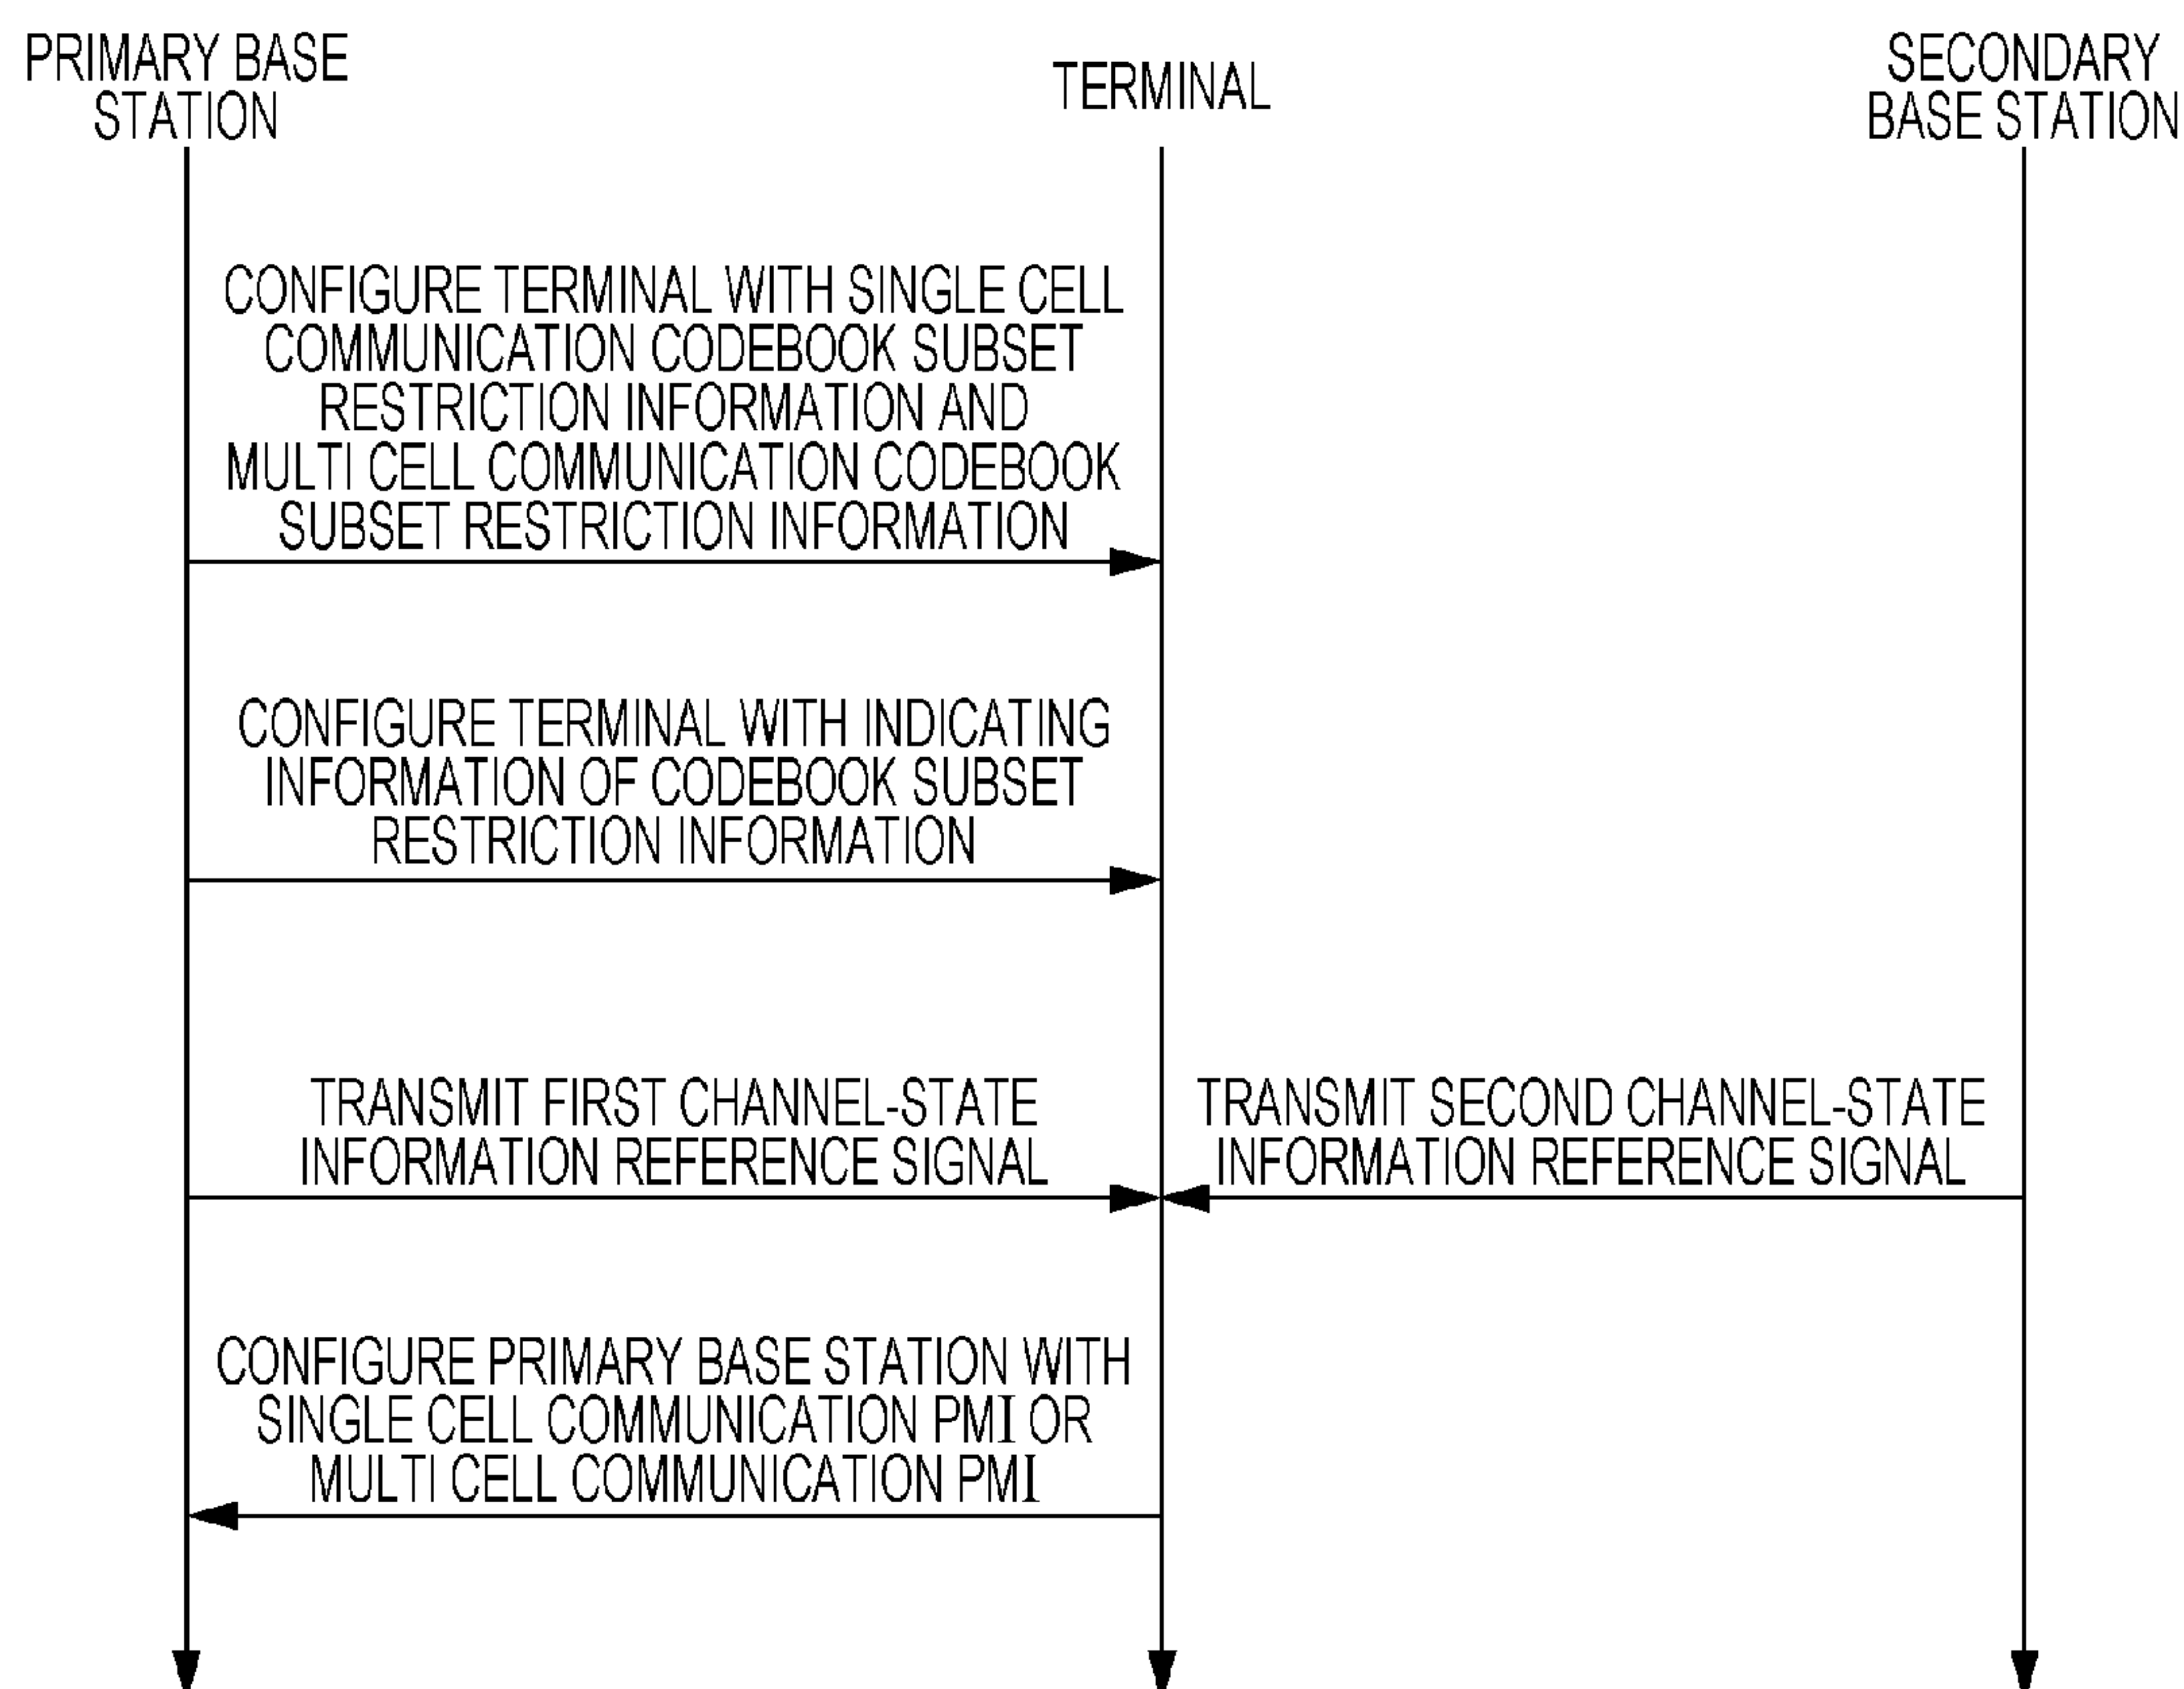 PRIMARY BASE
STATION
TERMINAL
SECONDARY
BASE STATION
CONFIGURE TERMINAL WITH SINGLE CELL
COMMUNICATION CODEBOOK SUBSET
RESTRICTION INFORMATION AND
MULTI CELL COMMUNICATION CODEBOOK
SUBSET RESTRICTION INFORMATION
CONFIGURE TERMINAL WITH INDICATING
INFORMATION OF CODEBOOK SUBSET
RESTRICTION INFORMATION
TRANSMIT FIRST CHANNEL-STATE
INFORMATION REFERENCE SIGNAL
TRANSMIT SECOND CHANNEL-STATE
INFORMATION REFERENCE SIGNAL
CONFIGURE PRIMARY BASE STATION WITH
SINGLE CELL COMMUNICATION PMI OR
MULTI CELL COMMUNICATION PMI